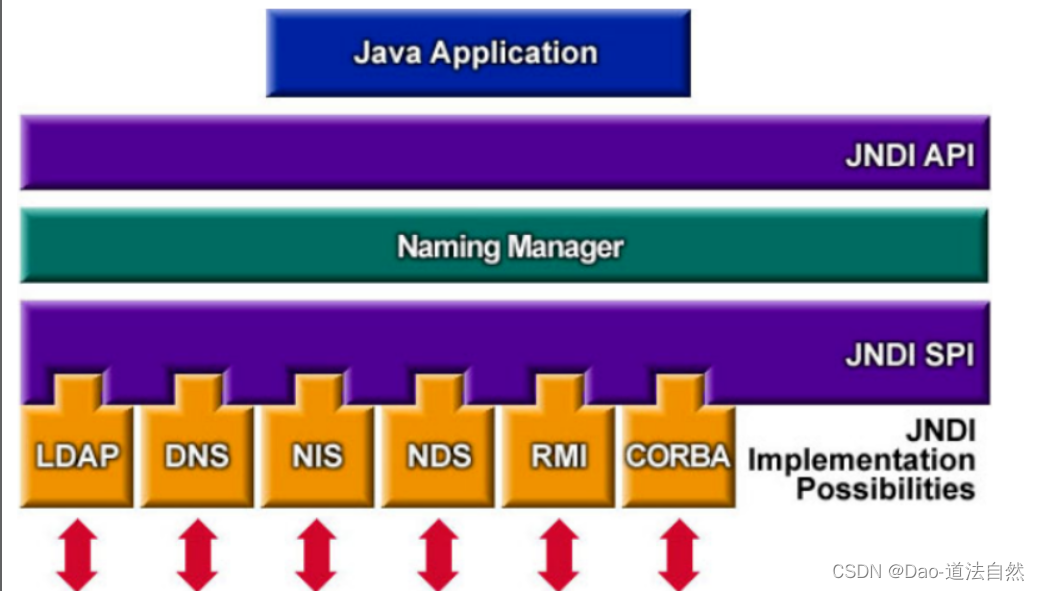 Java Application
JNDI API
Naming Manager
JNDI SPI
LDAP
DNS
NIS
NDS
RMI
CORBA
JNDI
Implementation
Possibilities
CSDN @Dao-道法自然